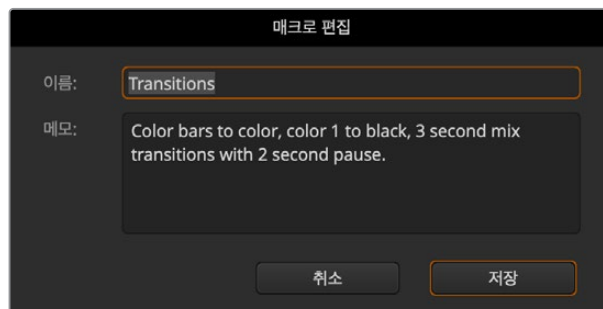 매크로 편집
이름: Transitions
메모: Color bars to color, color 1 to black, 3 second mix
transitions with 2 second pause.
취소 저장